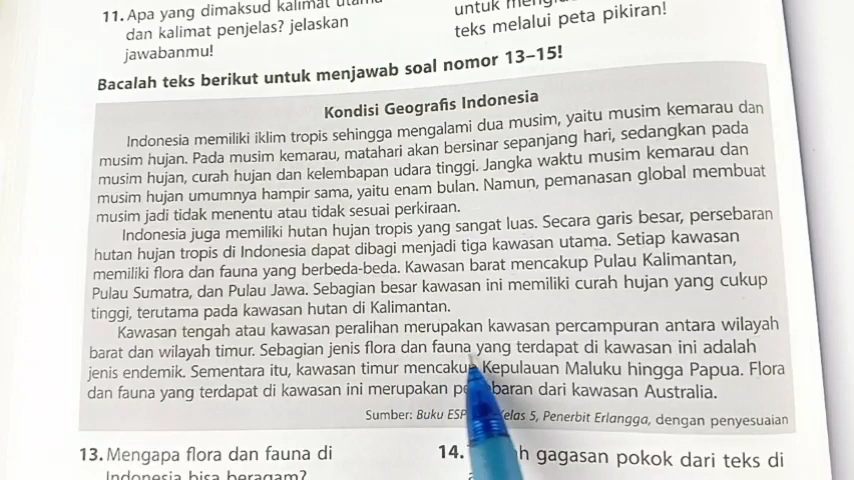 11. Apa yang dimaksud kalimat utama
dan kalimat penjelas? jelaskan
jawabanmu!
untuk
teks melalui peta pikiran!
Bacalah teks berikut untuk menjawab soal nomor 13–15!
Kondisi Geografis Indonesia
Indonesia memiliki iklim tropis sehingga mengalami dua musim, yaitu musim kemarau dan
musim hujan. Pada musim kemarau, matahari akan bersinar sepanjang hari, sedangkan pada
musim hujan, curah hujan dan kelembapan udara tinggi. Jangka waktu musim kemarau dan
musim hujan umumnya hampir sama, yaitu enam bulan. Namun, pemanasan global membuat
musim jadi tidak menentu atau tidak sesuai perkiraan.
Indonesia juga memiliki hutan hujan tropis yang sangat luas. Secara garis besar, persebaran
hutan hujan tropis di Indonesia dapat dibagi menjadi tiga kawasan utama. Setiap kawasan
memiliki flora dan fauna yang berbeda-beda. Kawasan barat mencakup Pulau Kalimantan,
Pulau Sumatra, dan Pulau Jawa. Sebagian besar kawasan ini memiliki curah hujan yang cukup
tinggi, terutama pada kawasan hutan di Kalimantan.
Kawasan tengah atau kawasan peralihan merupakan kawasan percampuran antara wilayah
barat dan wilayah timur. Sebagian jenis flora dan fauna yang terdapat di kawasan ini adalah
jenis endemik. Sementara itu, kawasan timur mencakup Kepulauan Maluku hingga Papua. Flora
dan fauna yang terdapat di kawasan ini merupakan dari kawasan Australia.
Sumber: Buku ESP Kelas 5, Penerbit Erlangga, dengan penyesuaian
13. Mengapa flora dan fauna di
Indonesia bisa beragam?
14. gagasan pokok dari teks di